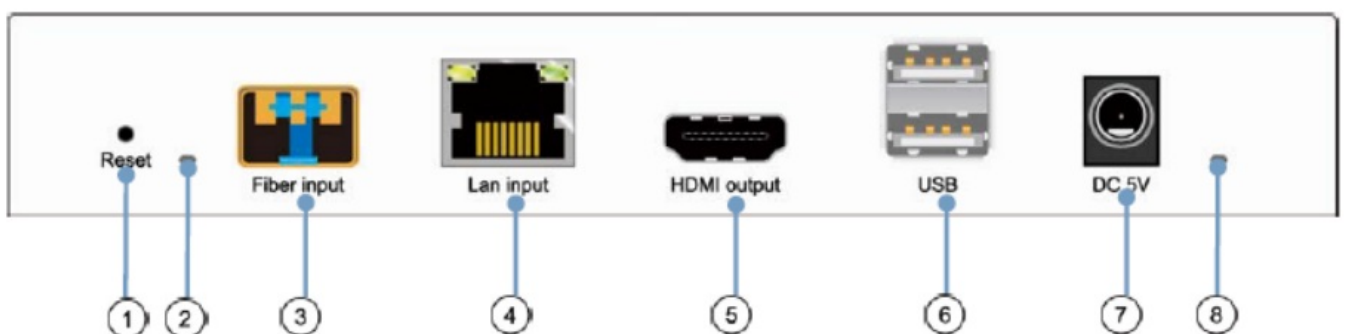 Reset
Fiber input
Lan input
HDMI output
USB
DC 5V
1
2
3
4
5
6
7
8